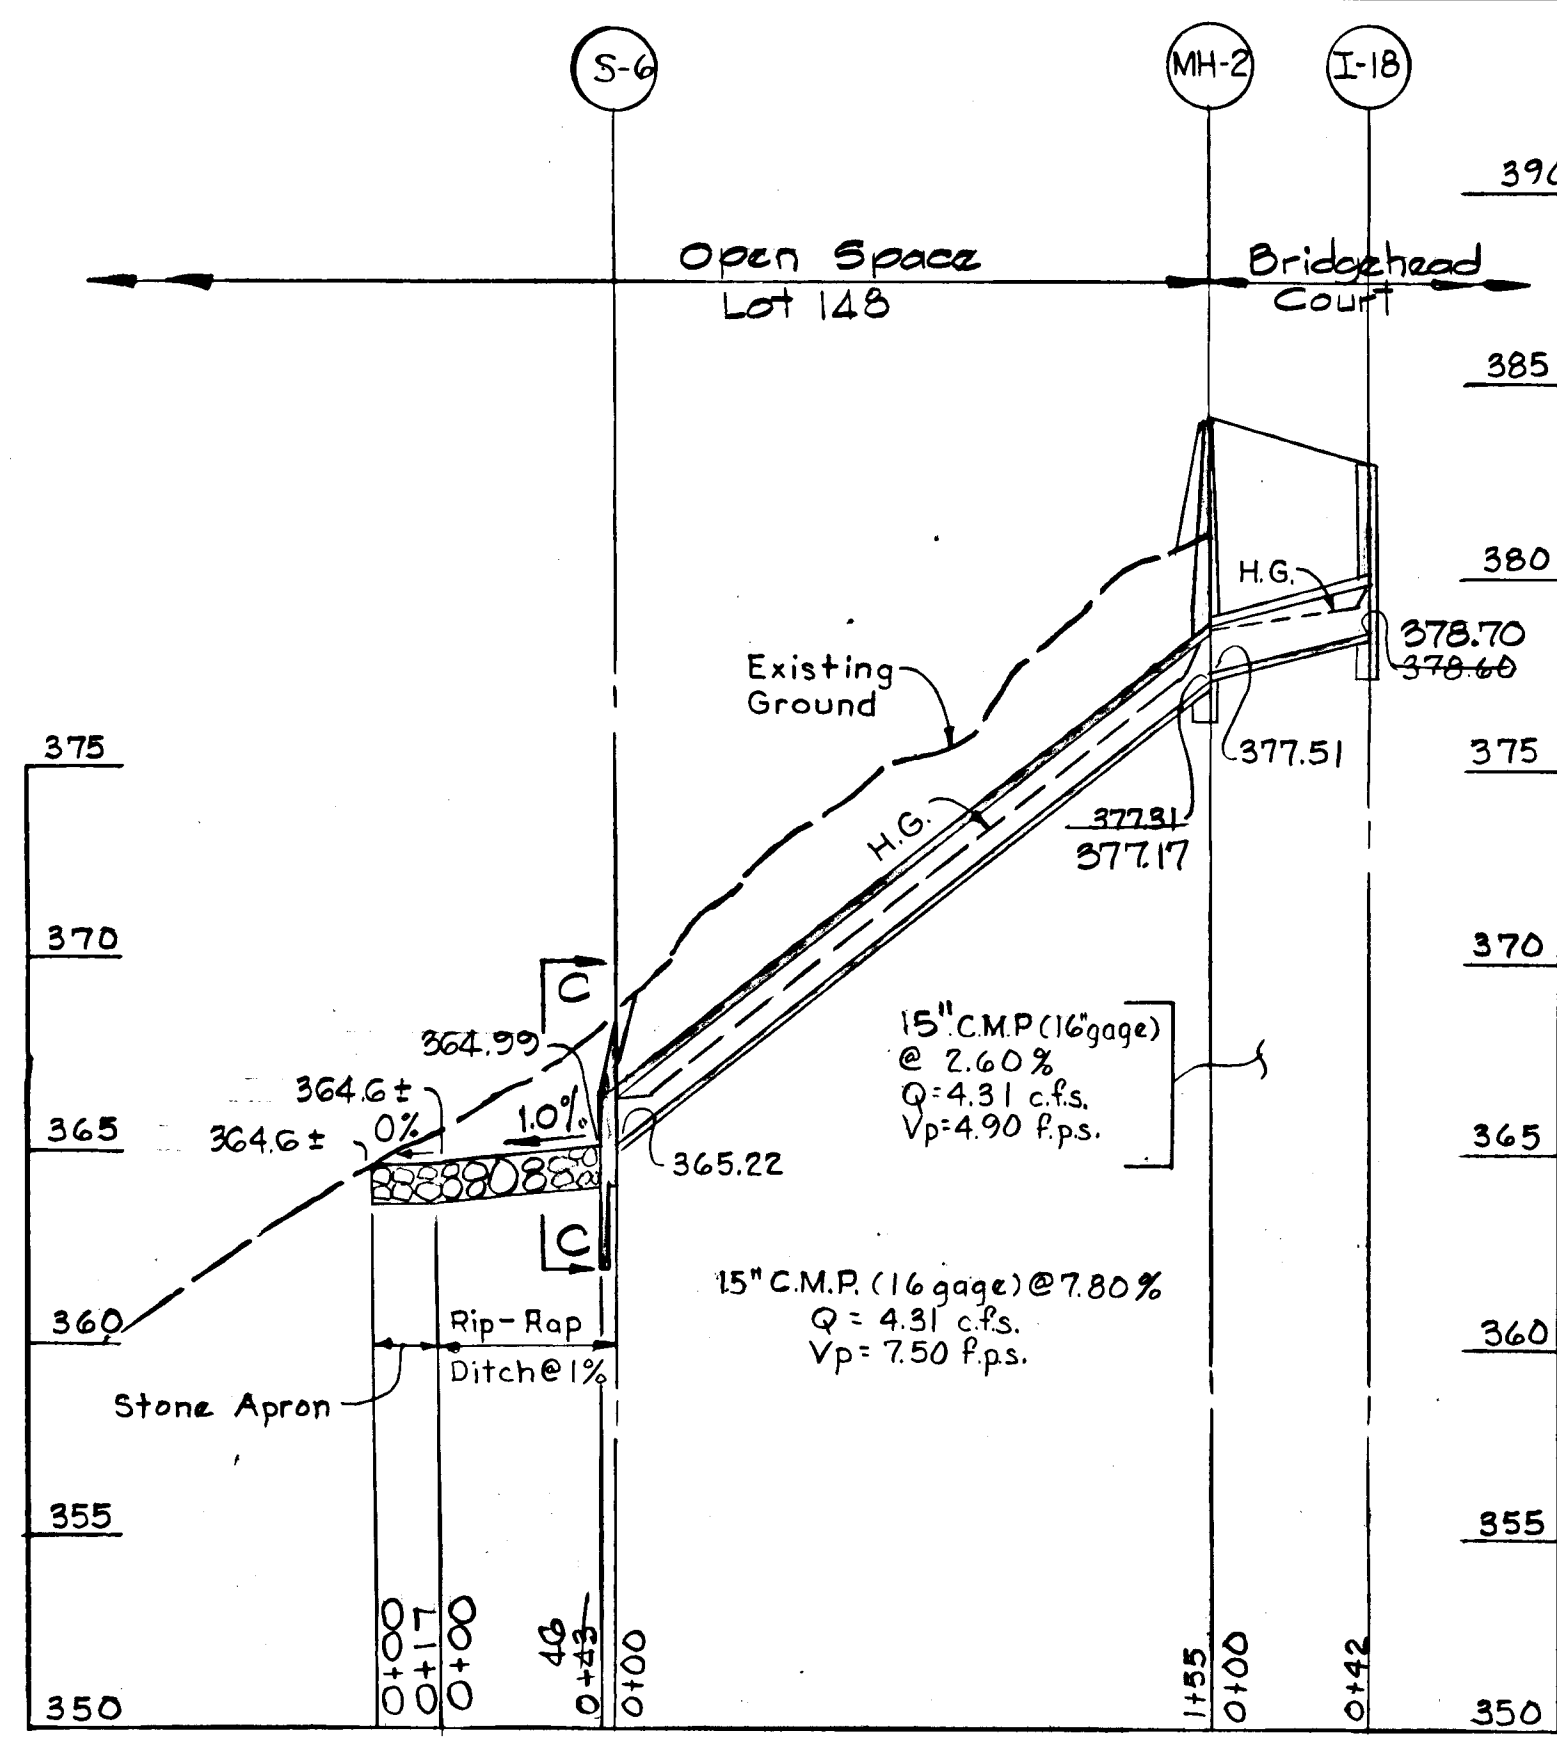 S-6
MH-2
I-18
390
Open Space
Lot 148
Bridgehead
Court
385
380
H.G.
378.70
378.60
Existing
Ground
375
377.51
375
H.G.
377.31
377.17
370
370
C
364.99
15" C.M.P (16"gage)
@ 2.60%
Q=4.31 c.f.s.
Vp=4.90 f.p.s.
364.6±
0%
1.0%
364.6±
365
365
365.22
C
15" C.M.P. (16 gage) @ 7.80%
Q = 4.31 c.f.s.
Vp = 7.50 f.p.s.
360
Rip-Rap
Ditch @ 1%
360
Stone Apron
355
355
0+00
0+17
0+00
46
0+43
0+00
1+55
0+00
0+42
350
350